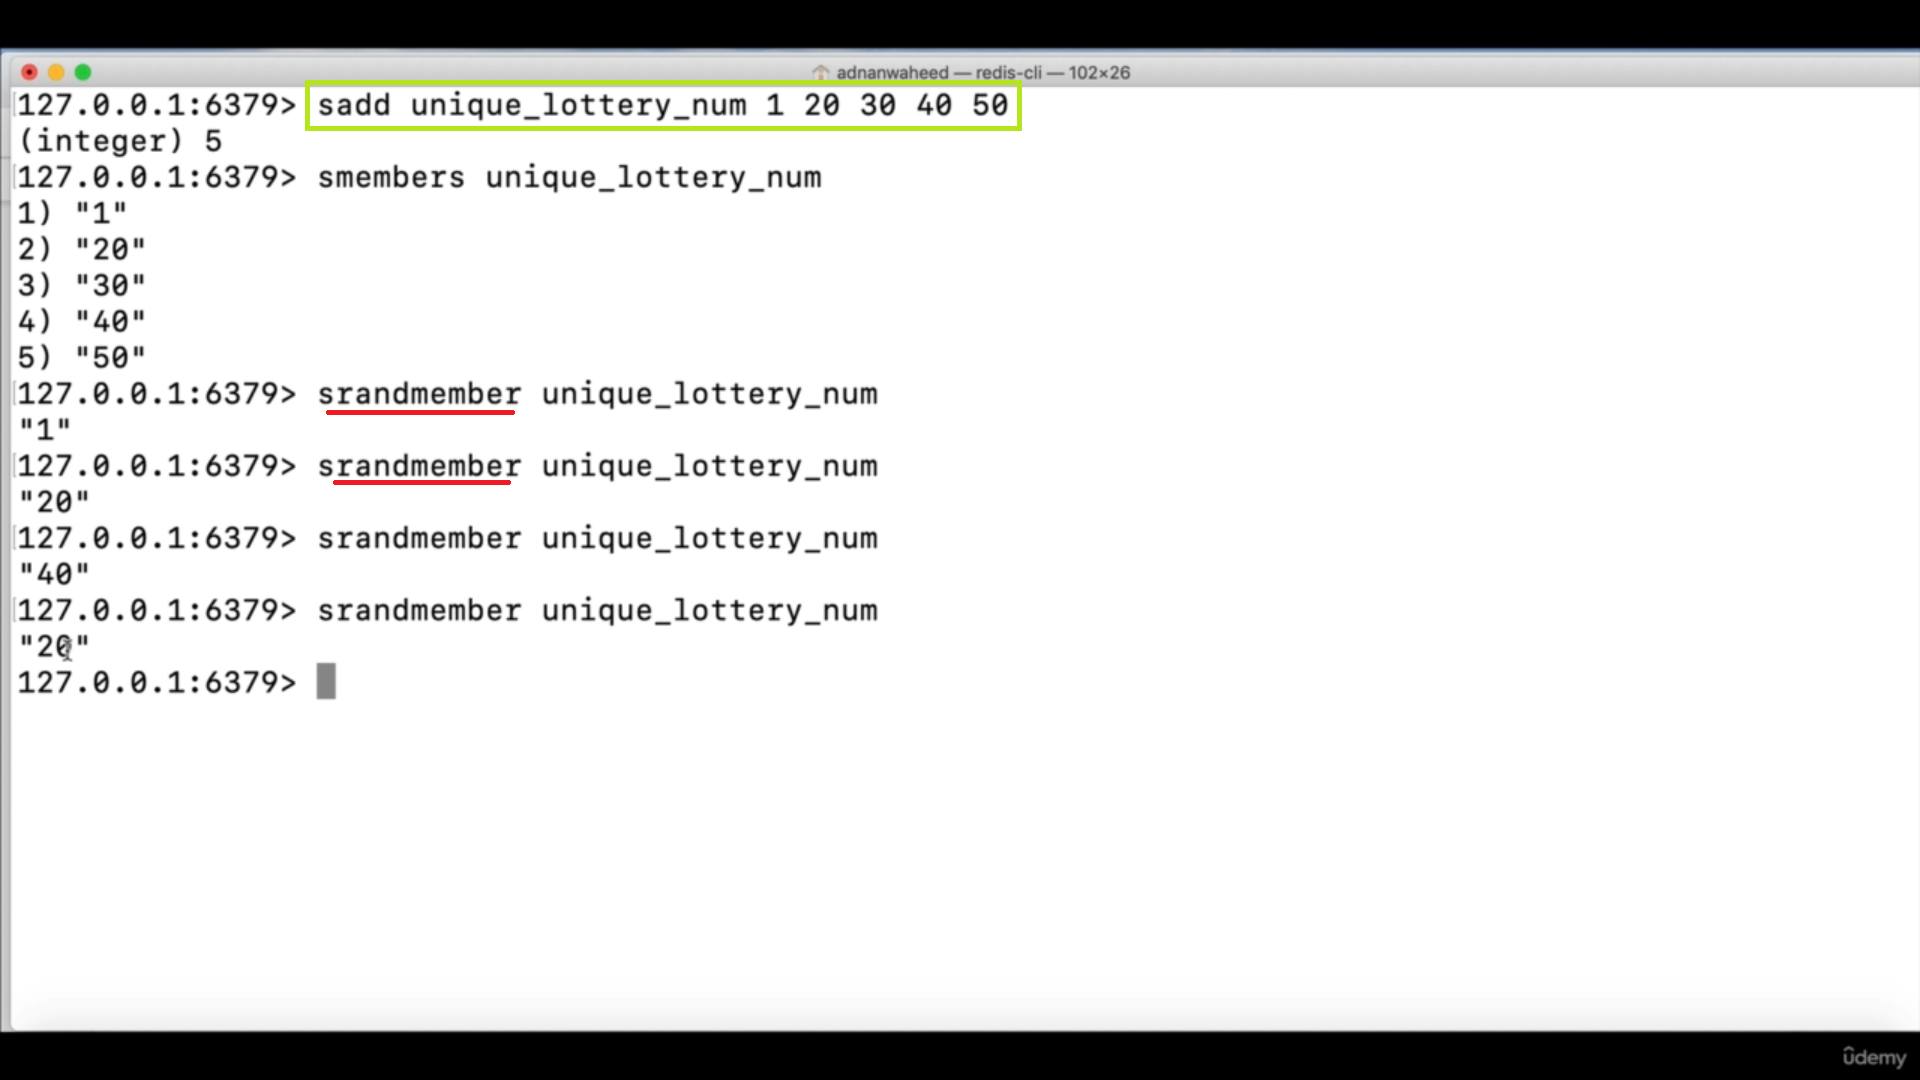 adnanwaheed — redis-cli — 102×26
127.0.0.1:6379> sadd unique_lottery_num 1 20 30 40 50
(integer) 5
127.0.0.1:6379> smembers unique_lottery_num
1) "1"
2) "20"
3) "30"
4) "40"
5) "50"
127.0.0.1:6379> srandmember unique_lottery_num
"1"
127.0.0.1:6379> srandmember unique_lottery_num
"20"
127.0.0.1:6379> srandmember unique_lottery_num
"40"
127.0.0.1:6379> srandmember unique_lottery_num
"20"
127.0.0.1:6379>
ûdemy